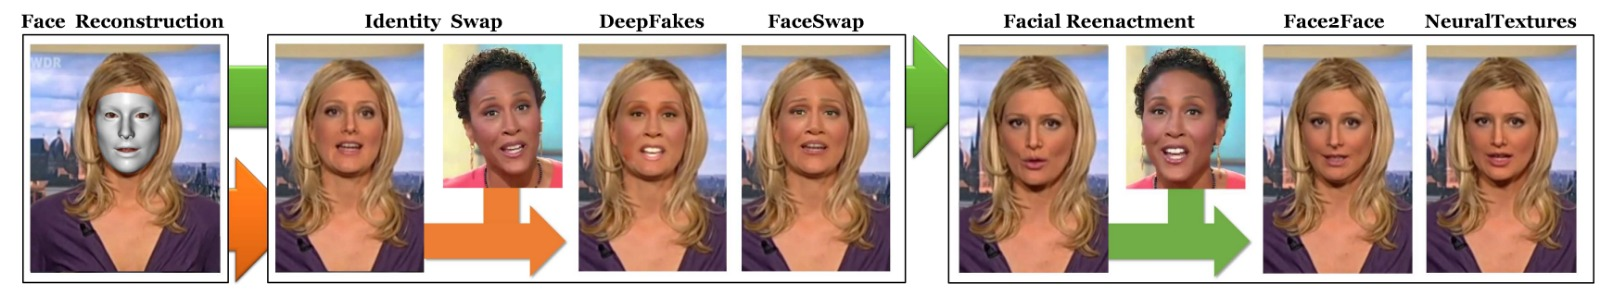 Face Reconstruction
Identity Swap
DeepFakes
FaceSwap
Facial Reenactment
Face2Face
NeuralTextures
WDR